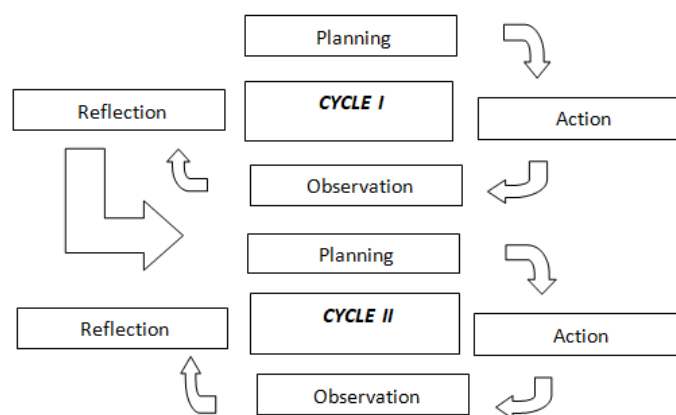 Planning
CYCLE I
Reflection
Action
Observation
Planning
CYCLE II
Reflection
Action
Observation